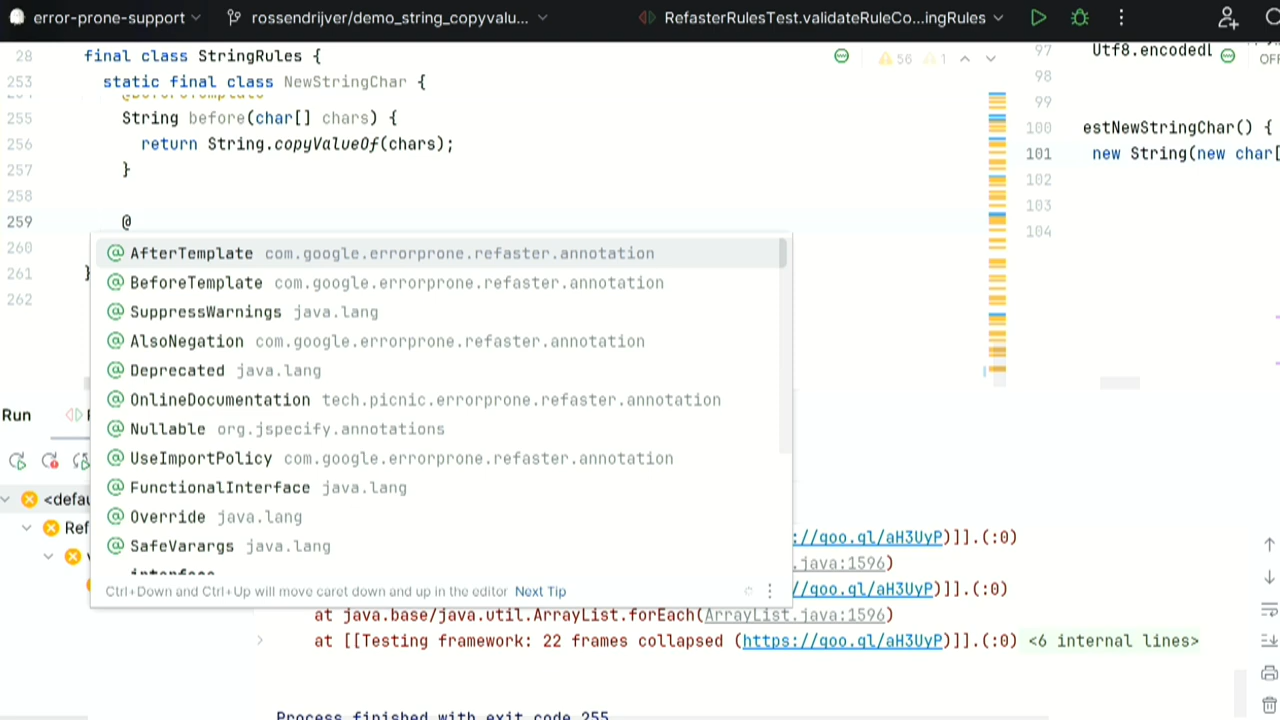 error-prone-support
rossendrijver/demo_string_copyvalu...
RefasterRulesTest.validateRuleCo...ingRules
28 final class StringRules {
56 1
253 static final class NewStringChar {
@BeforeTemplate
255 String before(char[] chars) {
256 return String.copyValueOf(chars);
257 }
258
259 @
260
261 }
262
97 Utf8.encodedL
OFF
98
99
100 estNewStringChar() {
101 new String(new char[
102
103
104
@ AfterTemplate com.google.errorprone.refaster.annotation
@ BeforeTemplate com.google.errorprone.refaster.annotation
@ SuppressWarnings java.lang
@ AlsoNegation com.google.errorprone.refaster.annotation
@ Deprecated java.lang
@ OnlineDocumentation tech.picnic.errorprone.refaster.annotation
@ Nullable org.jspecify.annotations
@ UseImportPolicy com.google.errorprone.refaster.annotation
@ FunctionalInterface java.lang
@ Override java.lang
@ SafeVarargs java.lang
interface
Ctrl+Down and Ctrl+Up will move caret down and up in the editor Next Tip
Run
<defau
Ref
://goo.gl/aH3UyP)]].(:0)
.java:1596)
://goo.gl/aH3UyP)]].(:0)
at java.base/java.util.ArrayList.forEach(ArrayList.java:1596)
at [[Testing framework: 22 frames collapsed (https://goo.gl/aH3UyP)]].(:0) <6 internal lines>
Process finished with exit code 255